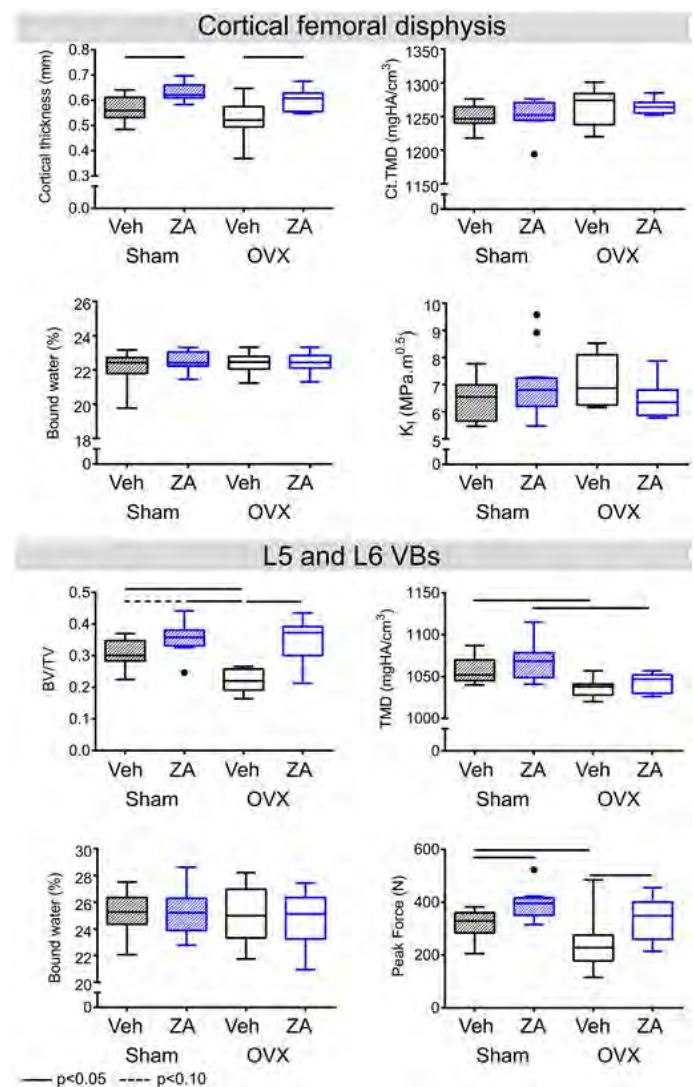 Cortical femoral disphysis
Cortical thickness (mm)
0.8
0.7
0.6
0.5
0.4
0.3
0.0
Veh ZA Veh ZA
Sham OVX
Ct.TMD (mgHA/cm³)
1350
1300
1250
1200
1150
0
Veh ZA Veh ZA
Sham OVX
Bound water (%)
26
24
22
20
18
0
Veh ZA Veh ZA
Sham OVX
K_I (MPa.m^0.5)
10
9
8
7
6
5
0
Veh ZA Veh ZA
Sham OVX
L5 and L6 VBs
BV/TV
0.5
0.4
0.3
0.2
0.1
0.0
Veh ZA Veh ZA
Sham OVX
TMD (mgHA/cm³)
1150
1100
1050
1000
0
Veh ZA Veh ZA
Sham OVX
Bound water (%)
30
28
26
24
22
20
0
Veh ZA Veh ZA
Sham OVX
Peak Force (N)
600
400
200
0
Veh ZA Veh ZA
Sham OVX
p<0.05 p<0.10